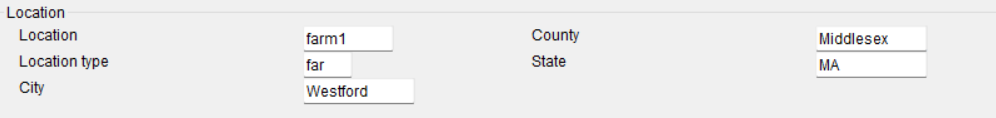 Location
Location farm1 County Middlesex
Location type far State MA
City Westford